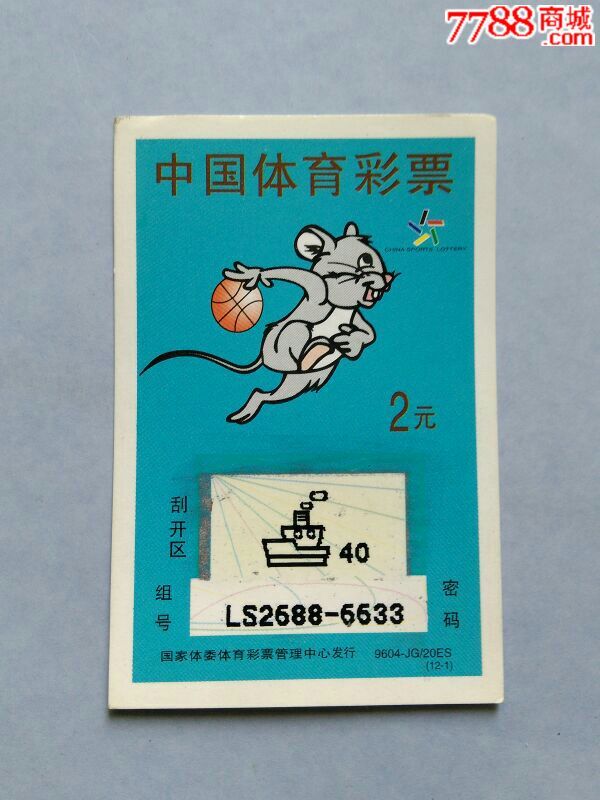 7788商城
.com
中国体育彩票
CHINA SPORTS LOTTERY
2元
刮开区
40
组号
LS2688-6633
密码
国家体委体育彩票管理中心发行 9604-JG/20ES
(12-1)